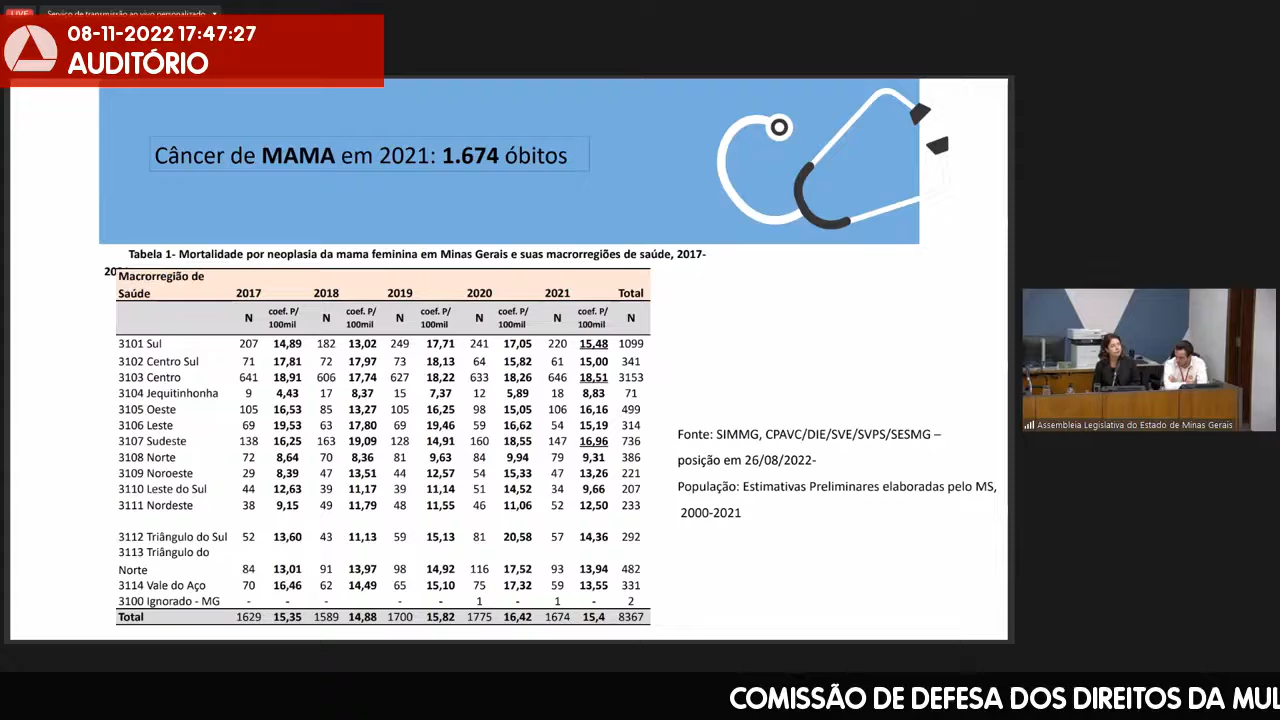 LIVE Serviço de transmissão ao vivo personalizado
08-11-2022 17:47:27
AUDITÓRIO
Câncer de MAMA em 2021: 1.674 óbitos
Tabela 1- Mortalidade por neoplasia da mama feminina em Minas Gerais e suas macrorregiões de saúde, 2017-
Macrorregião de
Saúde 2017 2018 2019 2020 2021 Total
N coef. P/ 100mil N coef. P/ 100mil N coef. P/ 100mil N coef. P/ 100mil N coef. P/ 100mil N
3101 Sul 207 14,89 182 13,02 249 17,71 241 17,05 220 15,48 1099
3102 Centro Sul 71 17,81 72 17,97 73 18,13 64 15,82 61 15,00 341
3103 Centro 641 18,91 606 17,74 627 18,22 633 18,26 646 18,51 3153
3104 Jequitinhonha 9 4,43 17 8,37 15 7,37 12 5,89 18 8,83 71
3105 Oeste 105 16,53 85 13,27 105 16,25 98 15,05 106 16,16 499
3106 Leste 69 19,53 63 17,80 69 19,46 59 16,62 54 15,19 314
3107 Sudeste 138 16,25 163 19,09 128 14,91 160 18,55 147 16,96 736
3108 Norte 72 8,64 70 8,36 81 9,63 84 9,94 79 9,31 386
3109 Noroeste 29 8,39 47 13,51 44 12,57 54 15,33 47 13,26 221
3110 Leste do Sul 44 12,63 39 11,17 39 11,14 51 14,52 34 9,66 207
3111 Nordeste 38 9,15 49 11,79 48 11,55 46 11,06 52 12,50 233
3112 Triângulo do Sul 52 13,60 43 11,13 59 15,13 81 20,58 57 14,36 292
3113 Triângulo do
Norte 84 13,01 91 13,97 98 14,92 116 17,52 93 13,94 482
3114 Vale do Aço 70 16,46 62 14,49 65 15,10 75 17,32 59 13,55 331
3100 Ignorado - MG - - - - - - 1 - 1 - 2
Total 1629 15,35 1589 14,88 1700 15,82 1775 16,42 1674 15,4 8367
Fonte: SIMMG, CPAVC/DIE/SVE/SVPS/SESMG –
posição em 26/08/2022-
População: Estimativas Preliminares elaboradas pelo MS,
2000-2021
Assembleia Legislativa do Estado de Minas Gerais
COMISSÃO DE DEFESA DOS DIREITOS DA MUL